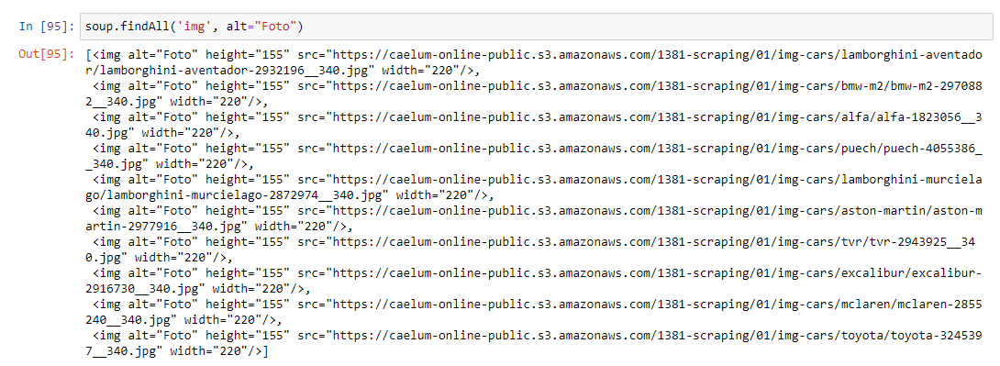 In [95]: soup.findAll('img', alt="Foto")
Out[95]: [<img alt="Foto" height="155" src="https://caelum-online-public.s3.amazonaws.com/1381-scraping/01/img-cars/lamborghini-aventado
r/lamborghini-aventador-2932196__340.jpg" width="220"/>,
<img alt="Foto" height="155" src="https://caelum-online-public.s3.amazonaws.com/1381-scraping/01/img-cars/bmw-m2/bmw-m2-297088
2__340.jpg" width="220"/>,
<img alt="Foto" height="155" src="https://caelum-online-public.s3.amazonaws.com/1381-scraping/01/img-cars/alfa/alfa-1823056__3
40.jpg" width="220"/>,
<img alt="Foto" height="155" src="https://caelum-online-public.s3.amazonaws.com/1381-scraping/01/img-cars/puech/puech-4055386_
_340.jpg" width="220"/>,
<img alt="Foto" height="155" src="https://caelum-online-public.s3.amazonaws.com/1381-scraping/01/img-cars/lamborghini-murciela
go/lamborghini-murcielago-2872974__340.jpg" width="220"/>,
<img alt="Foto" height="155" src="https://caelum-online-public.s3.amazonaws.com/1381-scraping/01/img-cars/aston-martin/aston-m
artin-2977916__340.jpg" width="220"/>,
<img alt="Foto" height="155" src="https://caelum-online-public.s3.amazonaws.com/1381-scraping/01/img-cars/tvr/tvr-2943925__34
0.jpg" width="220"/>,
<img alt="Foto" height="155" src="https://caelum-online-public.s3.amazonaws.com/1381-scraping/01/img-cars/excalibur/excalibur-
2916730__340.jpg" width="220"/>,
<img alt="Foto" height="155" src="https://caelum-online-public.s3.amazonaws.com/1381-scraping/01/img-cars/mclaren/mclaren-2855
240__340.jpg" width="220"/>,
<img alt="Foto" height="155" src="https://caelum-online-public.s3.amazonaws.com/1381-scraping/01/img-cars/toyota/toyota-324539
7__340.jpg" width="220"/>]